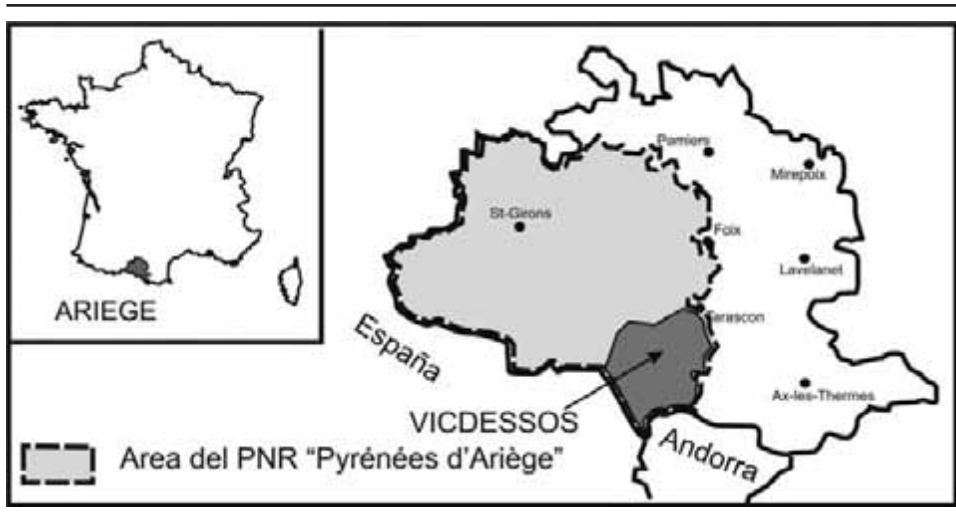 ARIEGE
Pamiers
Mirepoix
St-Girons
Foix
Lavelanet
Tarascon
España
Ax-les-Thermes
VICDESSOS
Andorra
Area del PNR “Pyrénées d’Ariège”